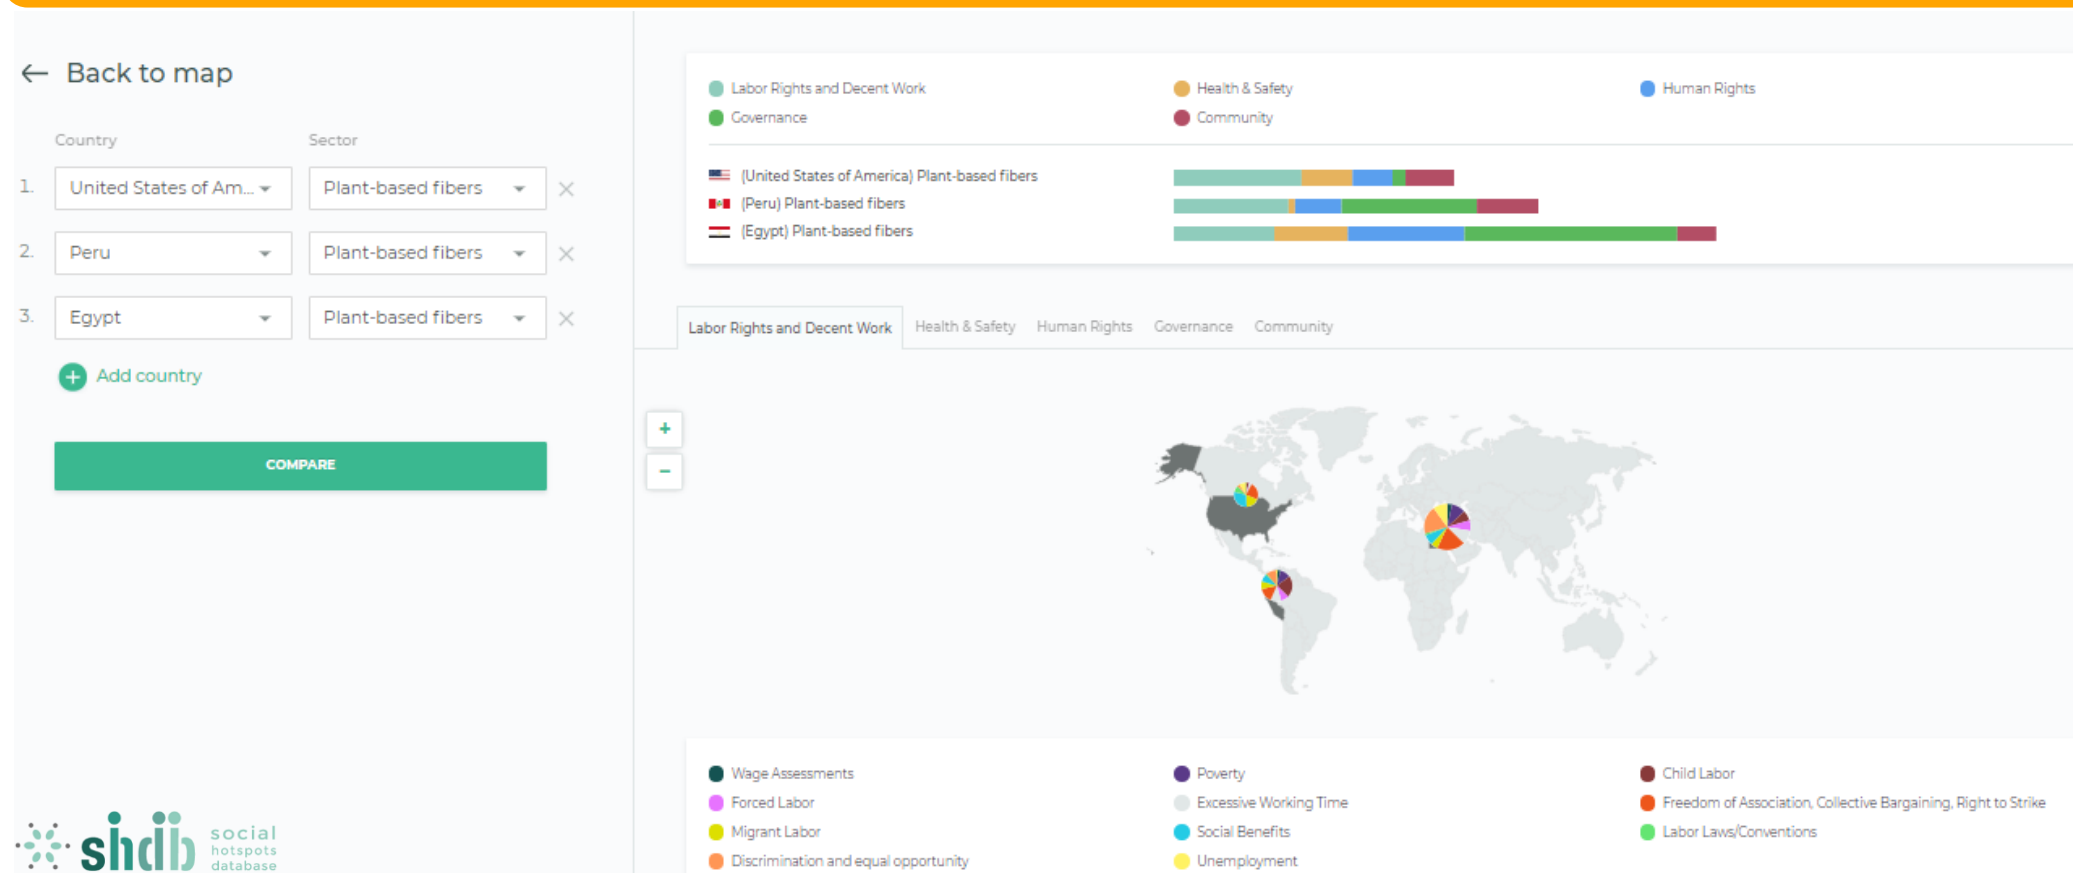 Back to map
Country
Sector
1.
United States of Am...
Plant-based fibers
2.
Peru
Plant-based fibers
3.
Egypt
Plant-based fibers
Add country
COMPARE
shdb
social
hotspots
database
Labor Rights and Decent Work
Health & Safety
Human Rights
Governance
Community
(United States of America) Plant-based fibers
(Peru) Plant-based fibers
(Egypt) Plant-based fibers
Labor Rights and Decent Work
Health & Safety
Human Rights
Governance
Community
Wage Assessments
Poverty
Child Labor
Forced Labor
Excessive Working Time
Freedom of Association, Collective Bargaining, Right to Strike
Migrant Labor
Social Benefits
Labor Laws/Conventions
Discrimination and equal opportunity
Unemployment